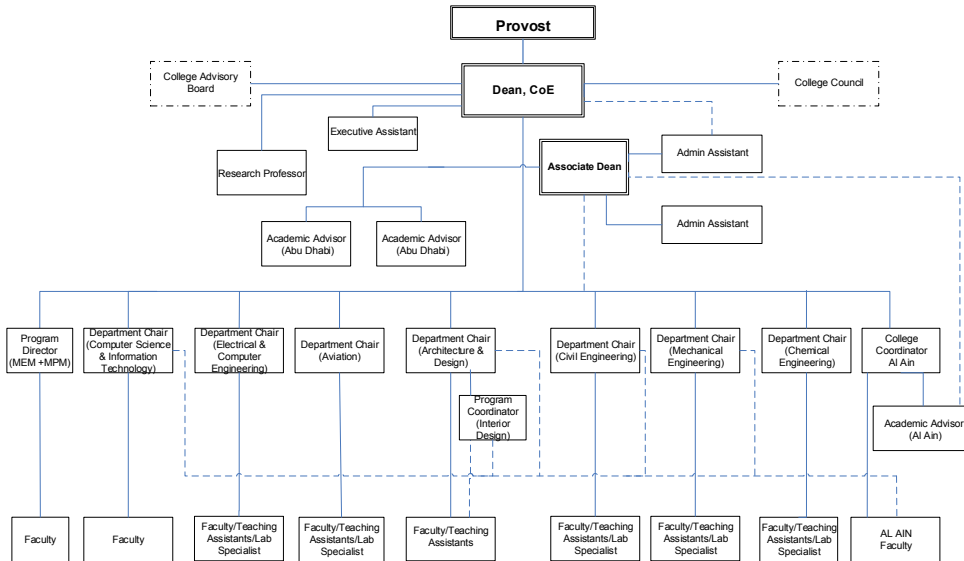 Provost
College Advisory
Board
Dean, CoE
College Council
Executive Assistant
Admin Assistant
Research Professor
Associate Dean
Academic Advisor
(Abu Dhabi)
Academic Advisor
(Abu Dhabi)
Admin Assistant
Program
Director
(MEM +MPM)
Department Chair
(Computer Science
& Information
Technology)
Department Chair
(Electrical &
Computer
Engineering)
Department Chair
(Aviation)
Department Chair
(Architecture &
Design)
Department Chair
(Civil Engineering)
Department Chair
(Mechanical
Engineering)
Department Chair
(Chemical
Engineering)
College
Coordinator
Al Ain
Program
Coordinator
(Interior
Design)
Academic Advisor
(Al Ain)
Faculty
Faculty
Faculty/Teaching
Assistants/Lab
Specialist
Faculty/Teaching
Assistants/Lab
Specialist
Faculty/Teaching
Assistants
Faculty/Teaching
Assistants/Lab
Specialist
Faculty/Teaching
Assistants/Lab
Specialist
Faculty/Teaching
Assistants/Lab
Specialist
AL AIN
Faculty